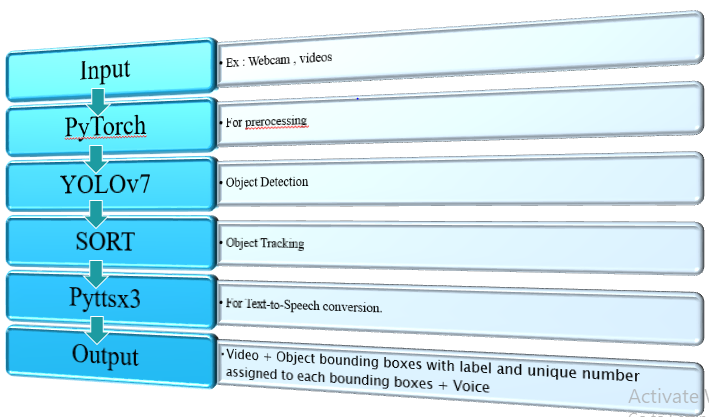 Input
• Ex : Webcam , videos
PyTorch
• For prerocessing
YOLOv7
• Object Detection
SORT
• Object Tracking
Pyttsx3
• For Text-to-Speech conversion.
Output
• Video + Object bounding boxes with label and unique number
assigned to each bounding boxes + Voice
Activate